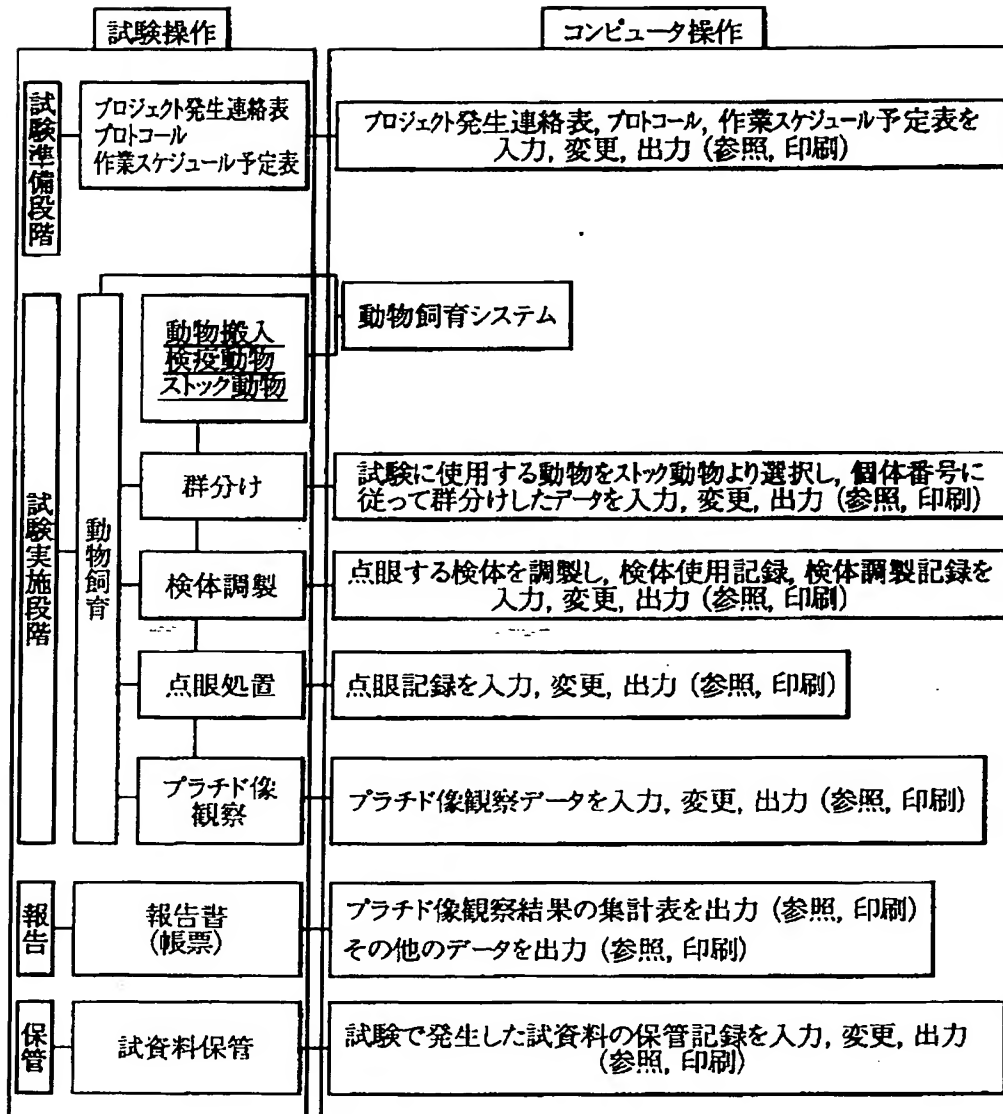 試験操作
コンピュータ操作
試験準備段階
プロジェクト発生連絡表
プロトコール
作業スケジュール予定表
プロジェクト発生連絡表, プロトコール, 作業スケジュール予定表を
入力, 変更, 出力 (参照, 印刷)
試験実施段階
動物飼育
動物搬入
検疫動物
ストック動物
動物飼育システム
群分け
試験に使用する動物をストック動物より選択し, 個体番号に
従って群分けしたデータを入力, 変更, 出力 (参照, 印刷)
検体調製
点眼する検体を調製し, 検体使用記録, 検体調製記録を
入力, 変更, 出力 (参照, 印刷)
点眼処置
点眼記録を入力, 変更, 出力 (参照, 印刷)
プラチド像
観察
プラチド像観察データを入力, 変更, 出力 (参照, 印刷)
報告
報告書
(帳票)
プラチド像観察結果の集計表を出力 (参照, 印刷)
その他のデータを出力 (参照, 印刷)
保管
試資料保管
試験で発生した試資料の保管記録を入力, 変更, 出力
(参照, 印刷)